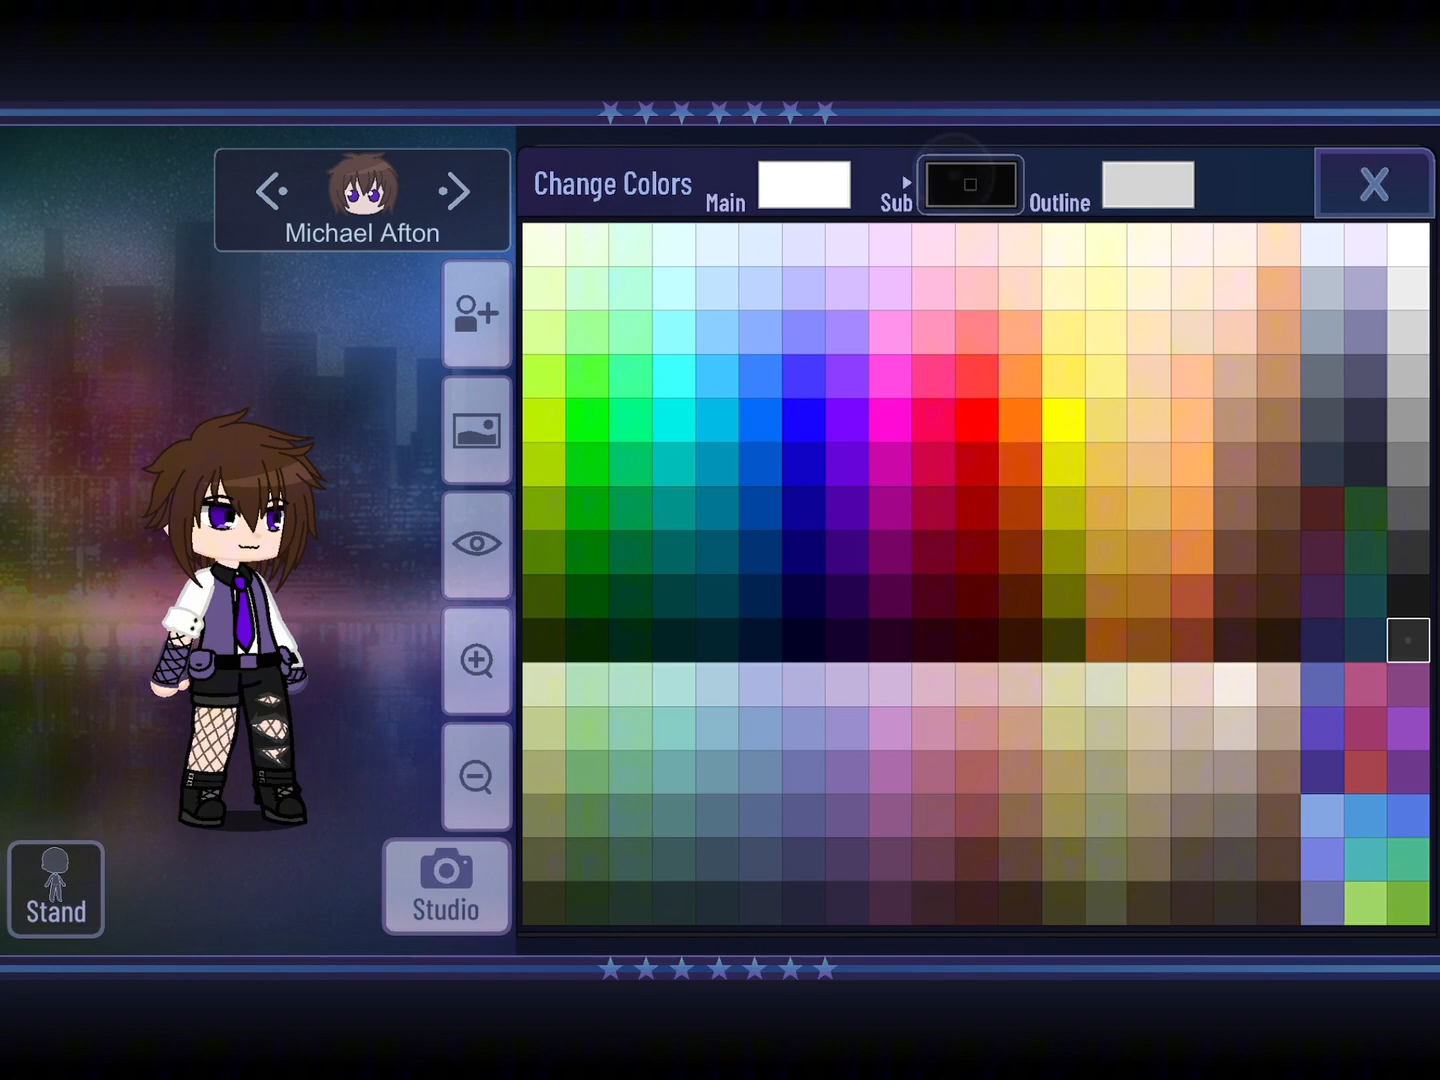 Michael Afton
Change Colors
Main
Sub
Outline
X
Stand
Studio